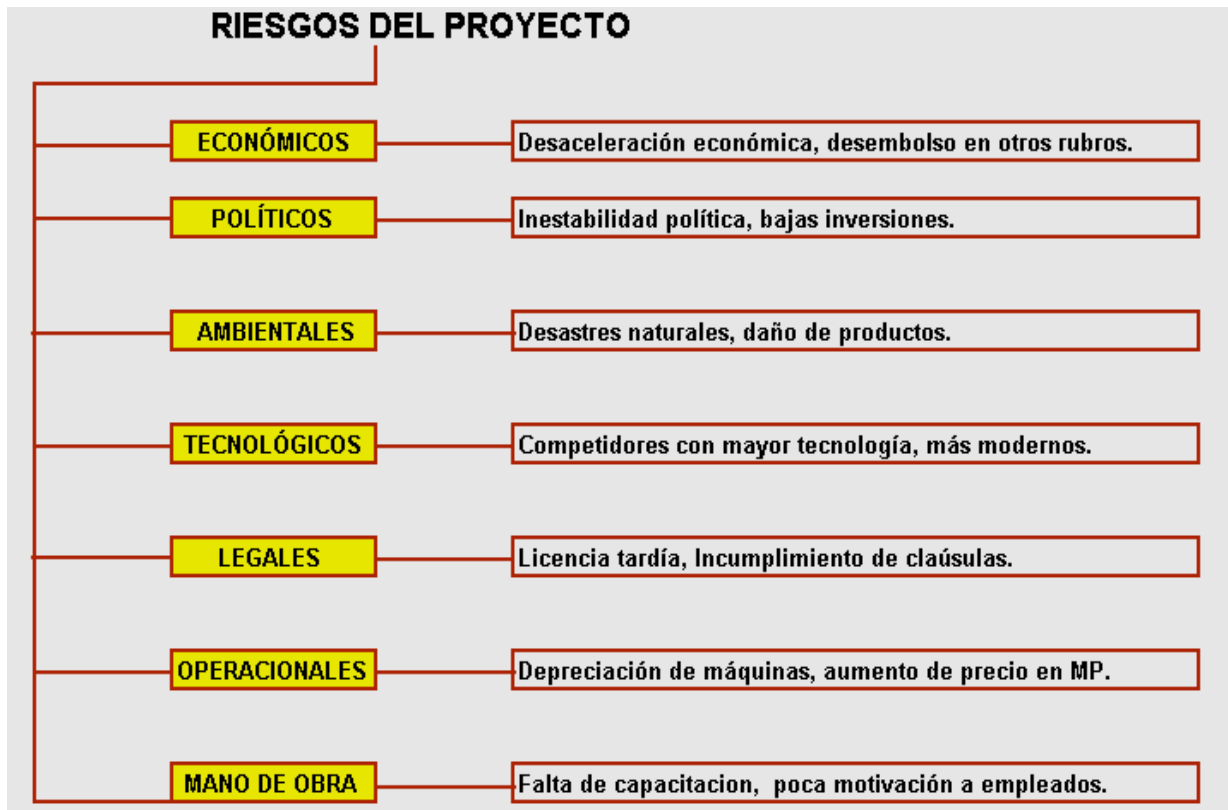 RIESGOS DEL PROYECTO
ECONÓMICOS
Desaceleración económica, desembolso en otros rubros.
POLÍTICOS
Inestabilidad política, bajas inversiones.
AMBIENTALES
Desastres naturales, daño de productos.
TECNOLÓGICOS
Competidores con mayor tecnología, más modernos.
LEGALES
Licencia tardía, Incumplimiento de claúsulas.
OPERACIONALES
Depreciación de máquinas, aumento de precio en MP.
MANO DE OBRA
Falta de capacitacion, poca motivación a empleados.